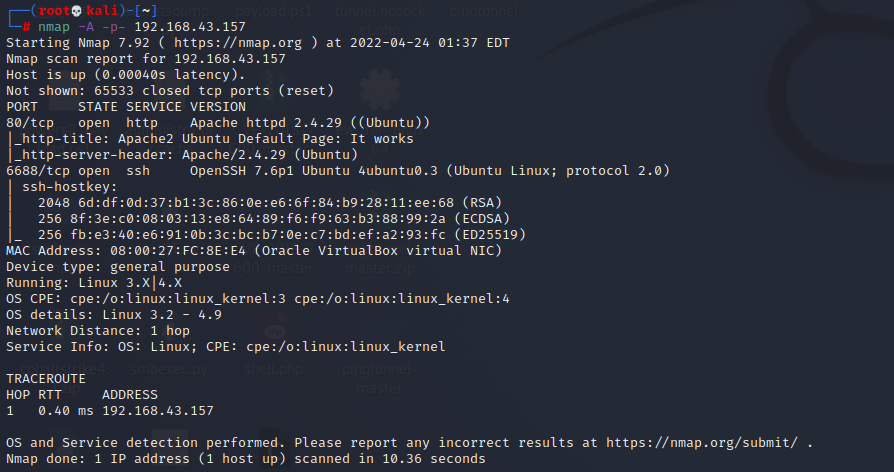 ┌──(root💀kali)-[~]
└─# nmap -A -p- 192.168.43.157
Starting Nmap 7.92 ( https://nmap.org ) at 2022-04-24 01:37 EDT
Nmap scan report for 192.168.43.157
Host is up (0.00040s latency).
Not shown: 65533 closed tcp ports (reset)
PORT     STATE SERVICE VERSION
80/tcp   open  http    Apache httpd 2.4.29 ((Ubuntu))
|_http-title: Apache2 Ubuntu Default Page: It works
|_http-server-header: Apache/2.4.29 (Ubuntu)
6688/tcp open  ssh     OpenSSH 7.6p1 Ubuntu 4ubuntu0.3 (Ubuntu Linux; protocol 2.0)
| ssh-hostkey:
|   2048 6d:df:0d:37:b1:3c:86:0e:e6:6f:84:b9:28:11:ee:68 (RSA)
|   256 8f:3e:c0:08:03:13:e8:64:89:f6:f9:63:b3:88:99:2a (ECDSA)
|_  256 fb:e3:40:e6:91:0b:3c:bc:b7:0e:c7:bd:ef:a2:93:fc (ED25519)
MAC Address: 08:00:27:FC:8E:E4 (Oracle VirtualBox virtual NIC)
Device type: general purpose
Running: Linux 3.X|4.X
OS CPE: cpe:/o:linux:linux_kernel:3 cpe:/o:linux:linux_kernel:4
OS details: Linux 3.2 - 4.9
Network Distance: 1 hop
Service Info: OS: Linux; CPE: cpe:/o:linux:linux_kernel
smbexec.py
shell.php
pingtunnel-
master
TRACEROUTE
HOP RTT     ADDRESS
1   0.40 ms 192.168.43.157
OS and Service detection performed. Please report any incorrect results at https://nmap.org/submit/ .
Nmap done: 1 IP address (1 host up) scanned in 10.36 seconds